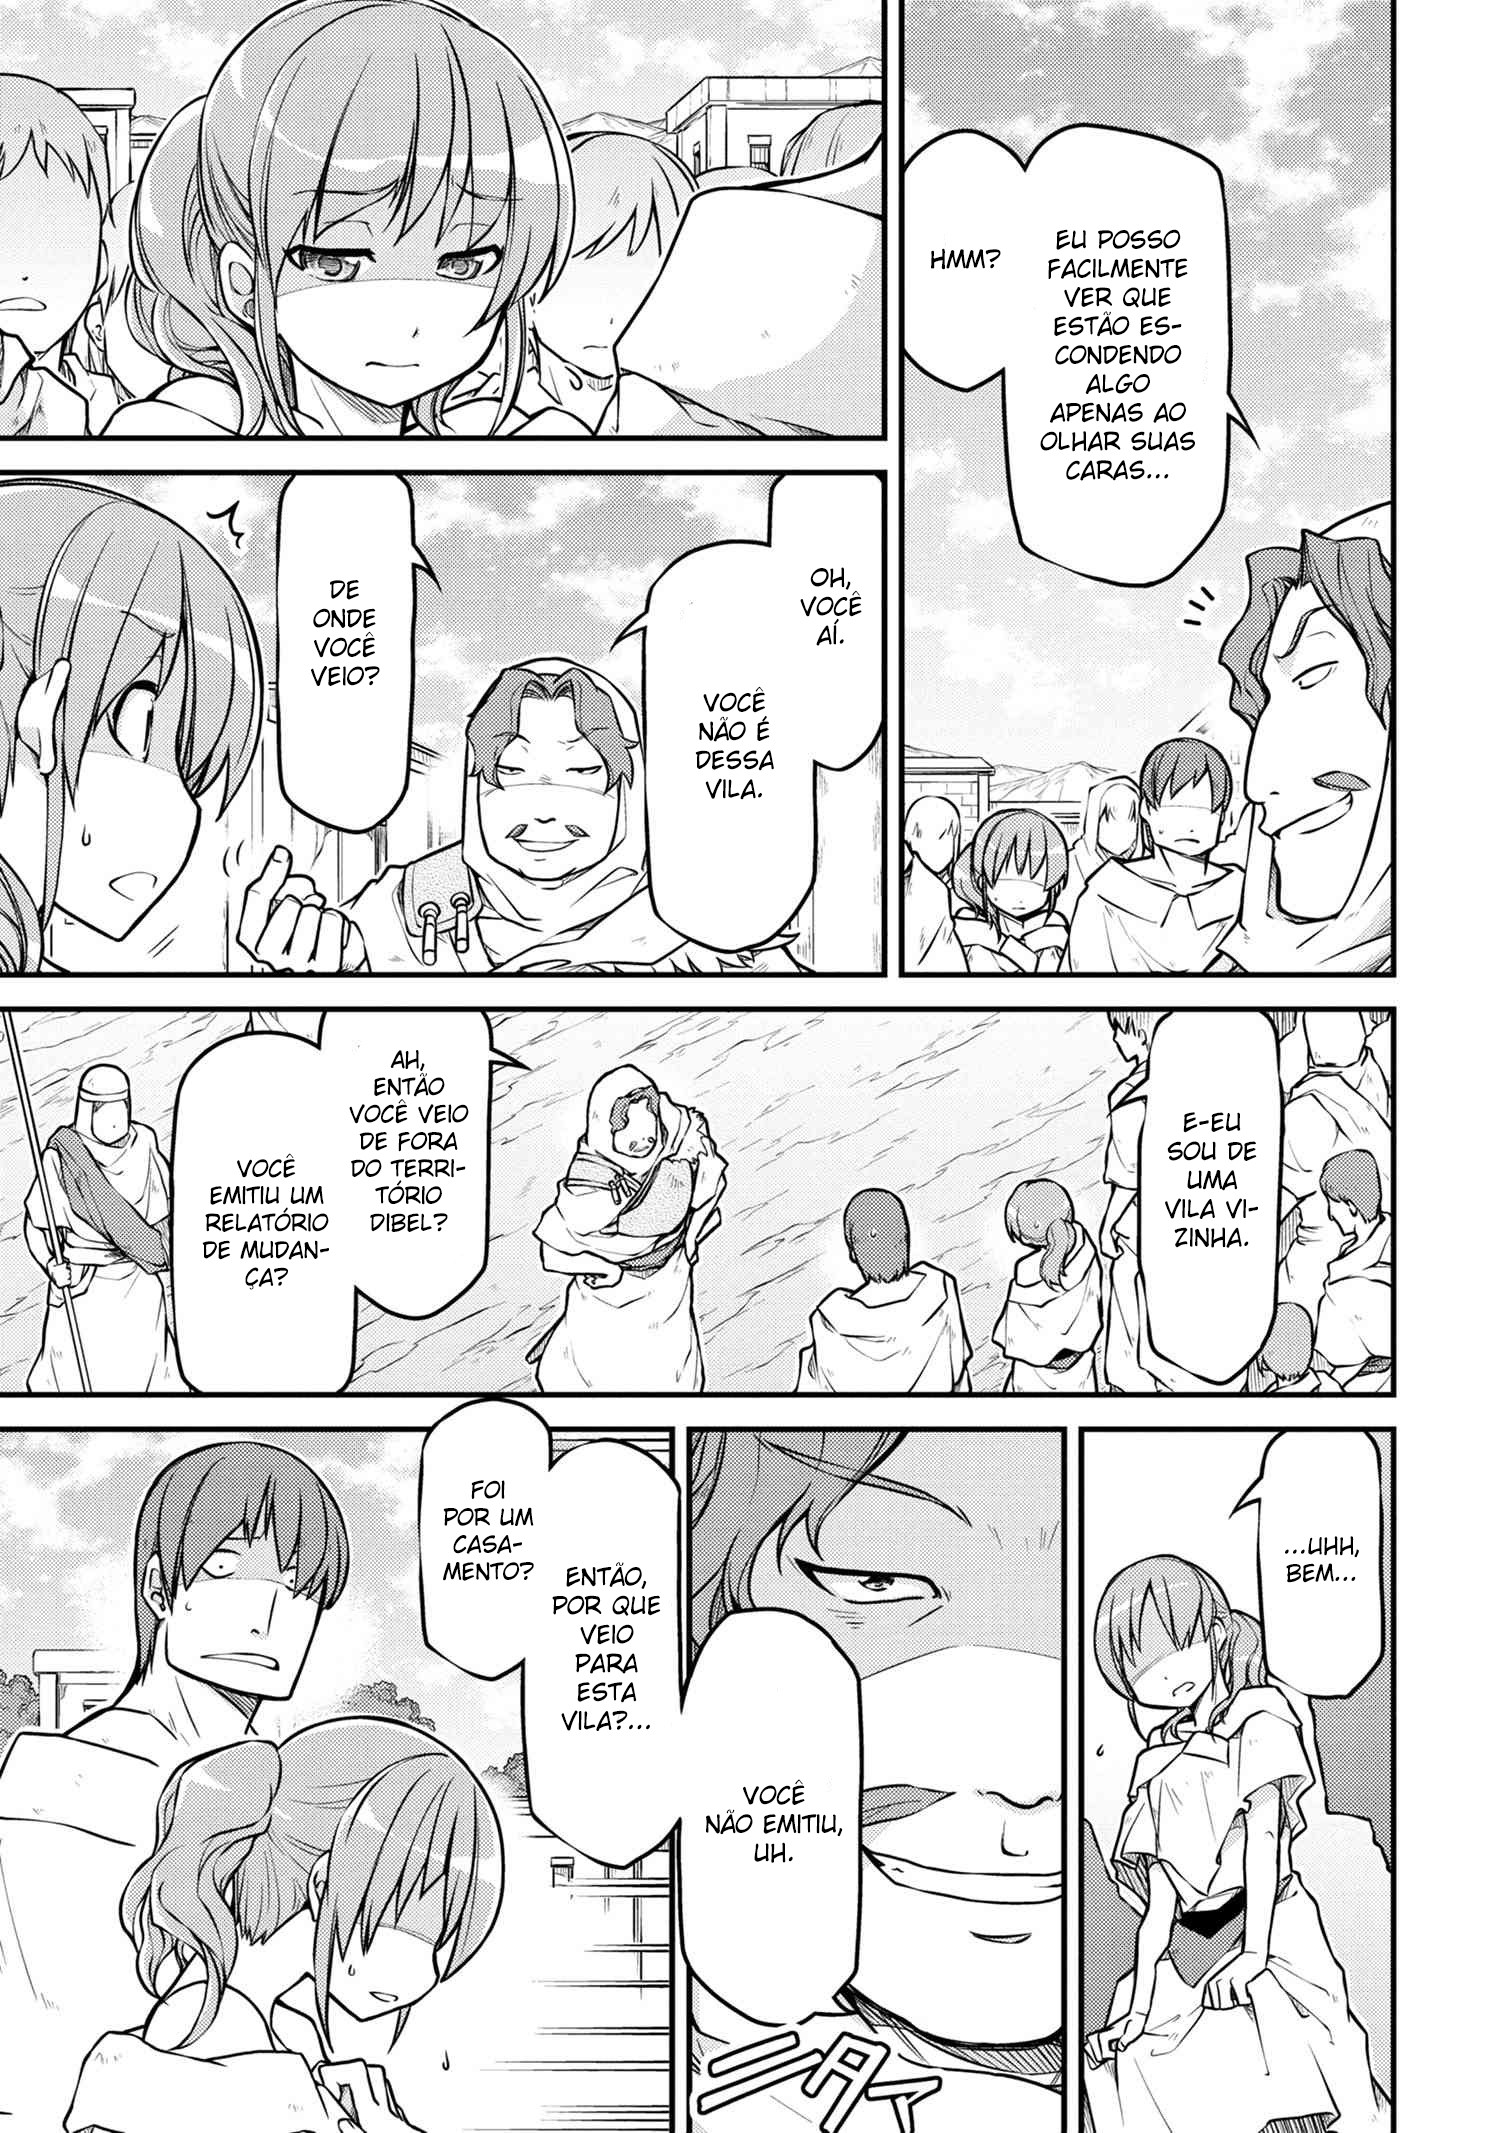 EU POSSO
FACILMENTE
VER QUE
ESTÃO ES-
CONDENDO
ALGO
APENAS AO
OLHAR SUAS
CARAS...
HMM?
OH,
VOCÊ
AÍ.
VOCÊ
NÃO É
DESSA
VILA.
DE
ONDE
VOCÊ
VEIO?
E-EU
SOU DE
UMA
VILA VI-
ZINHA.
AH,
ENTÃO
VOCÊ VEIO
DE FORA
DO TERRI-
TÓRIO
DIBEL?
VOCÊ
EMITIU UM
RELATÓRIO
DE MUDAN-
ÇA?
...UHH,
BEM...
VOCÊ
NÃO EMITIU,
UH.
シタァ
ENTÃO,
POR QUE
VEIO
PARA
ESTA
VILA?...
FOI
POR UM
CASA-
MENTO?